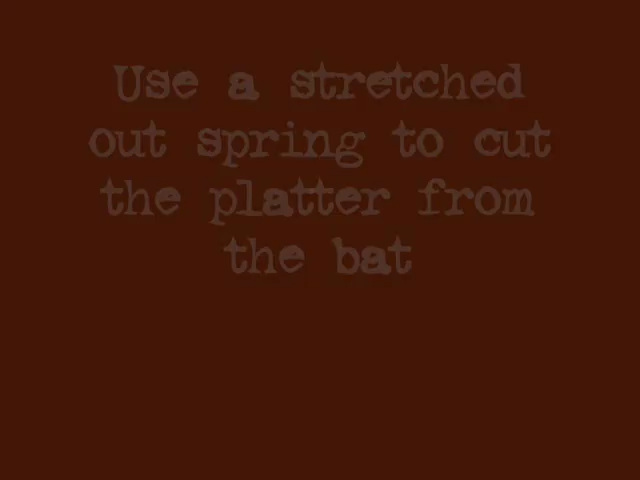 Use a stretched
out spring to cut
the platter from
the bat